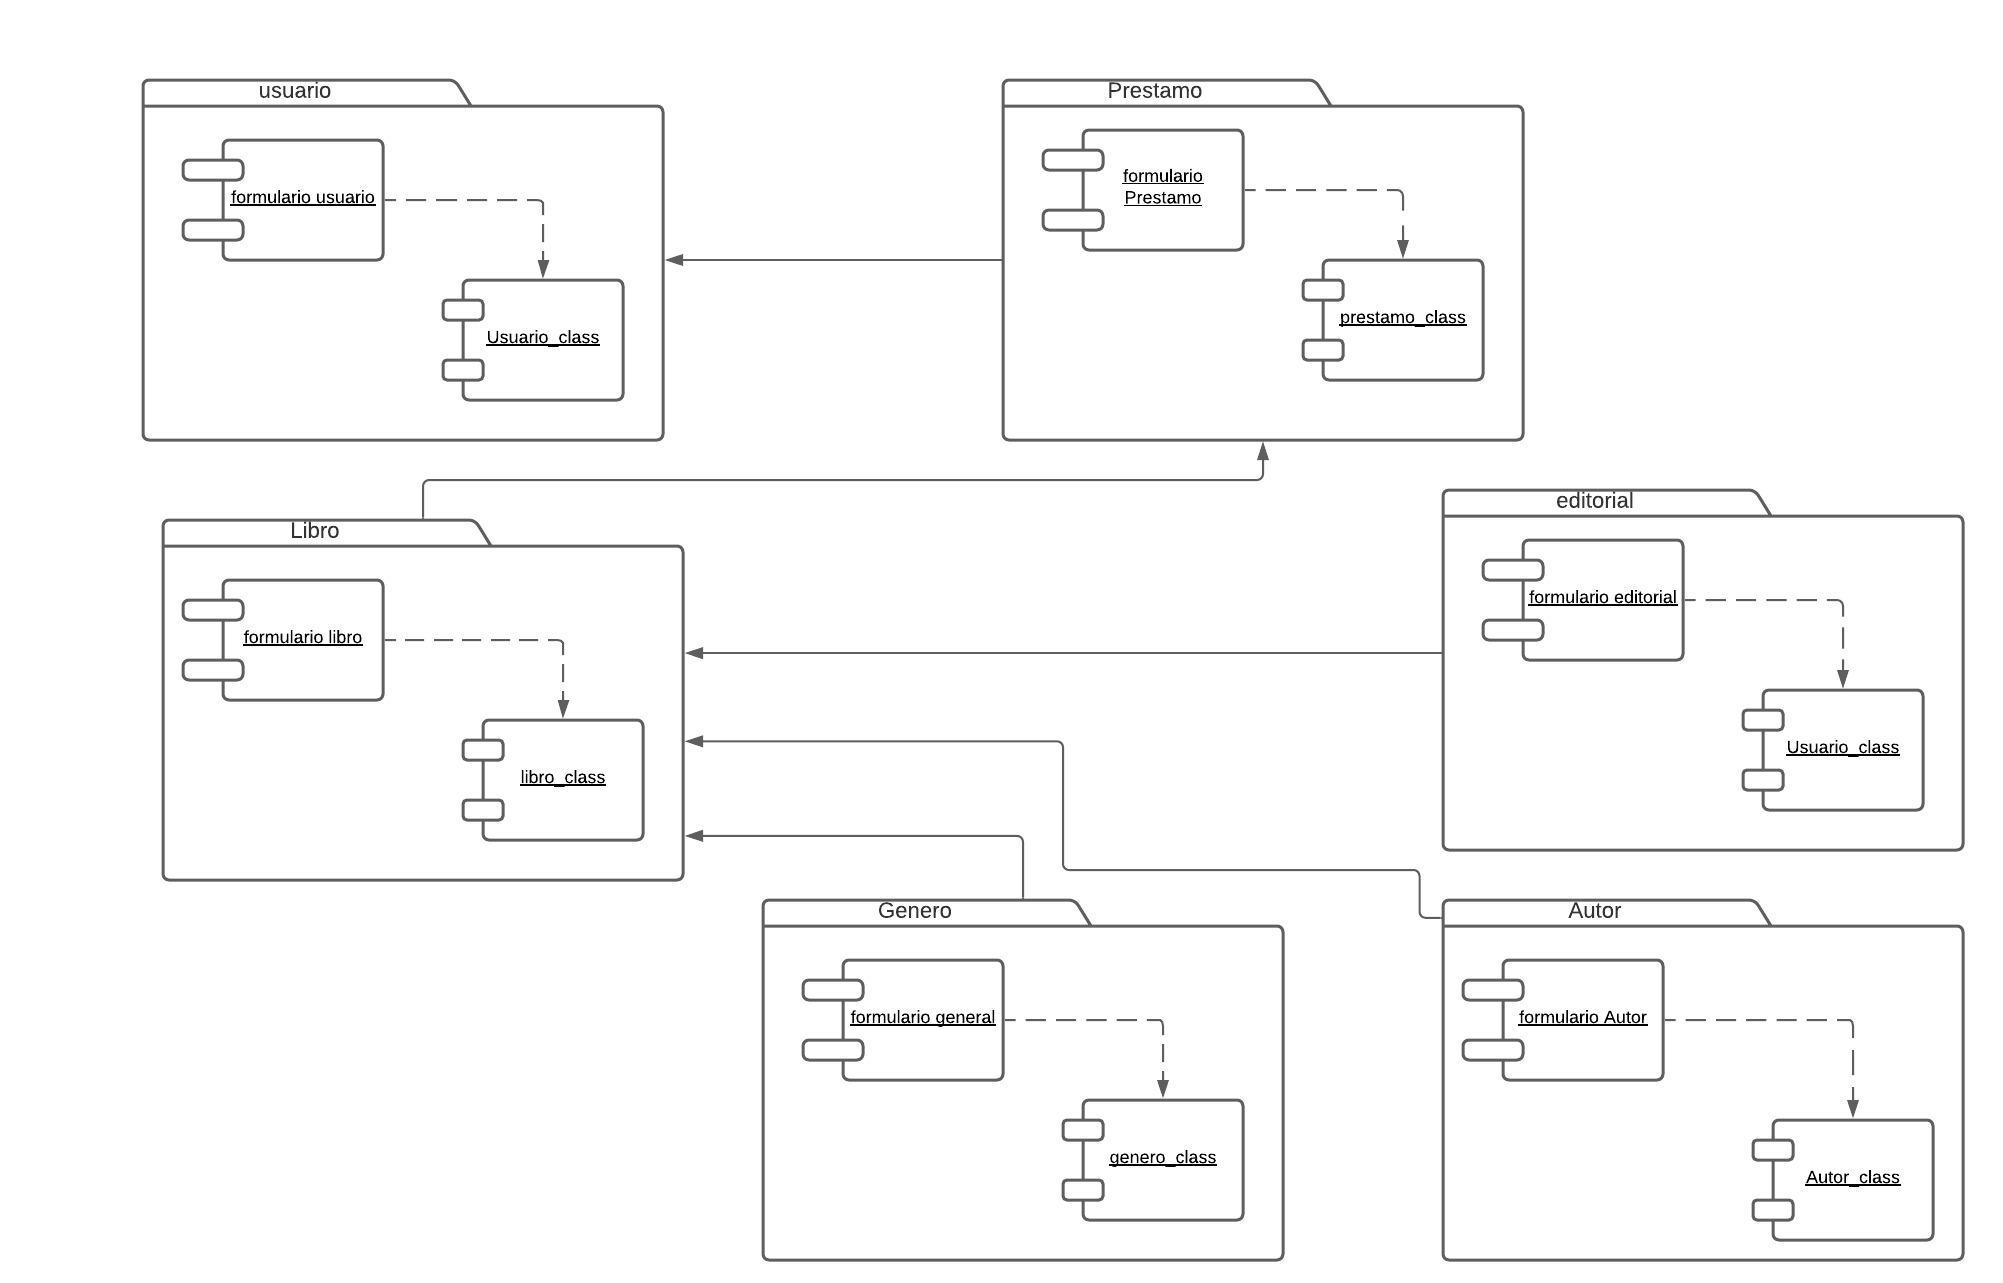 usuario
formulario usuario
Usuario_class
Prestamo
formulario
Prestamo
prestamo_class
Libro
formulario libro
libro_class
editorial
formulario editorial
Usuario_class
Genero
formulario general
genero_class
Autor
formulario Autor
Autor_class